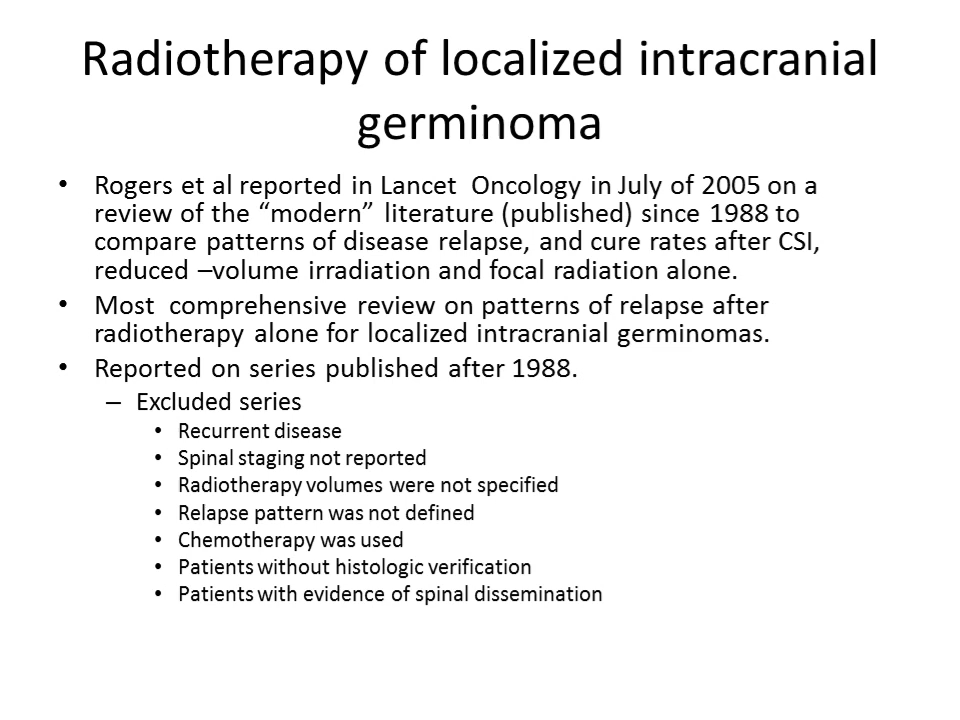 Radiotherapy of localized intracranial
germinoma
• Rogers et al reported in Lancet  Oncology in July of 2005 on a
review of the “modern” literature (published) since 1988 to
compare patterns of disease relapse, and cure rates after CSI,
reduced –volume irradiation and focal radiation alone.
• Most  comprehensive review on patterns of relapse after
radiotherapy alone for localized intracranial germinomas.
• Reported on series published after 1988.
– Excluded series
• Recurrent disease
• Spinal staging not reported
• Radiotherapy volumes were not specified
• Relapse pattern was not defined
• Chemotherapy was used
• Patients without histologic verification
• Patients with evidence of spinal dissemination